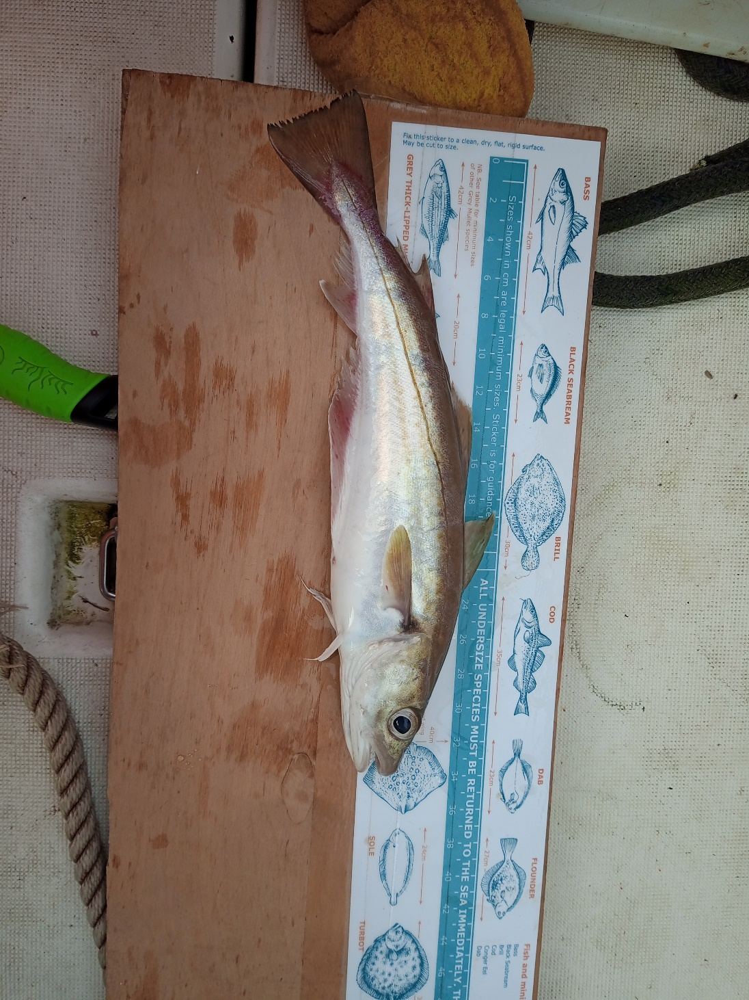 Fix this sticker to a clean, dry, flat, rigid surface.
May be cut to size.
BASS
42cm
BLACK SEABREAM
23cm
BRILL
30cm
COD
35cm
DAB
23cm
FLOUNDER
27cm
Fish and mini
Bass
Black Seabream
Brill
Cod
Conger Eel
Dab
Sizes shown in cm are legal minimum sizes. Sticker is for guidance
ALL UNDERSIZE SPECIES MUST BE RETURNED TO THE SEA IMMEDIATELY. TH
0 2 4 6 8 10 12 14 16 18 24 26 28 30 32 34 36 38 40 42 44 46
NB. See table for minimum sizes
of other Grey Mullet species
42cm
GREY THICK-LIPPED M
20cm
40cm
wing
SOLE
24cm
TURBOT